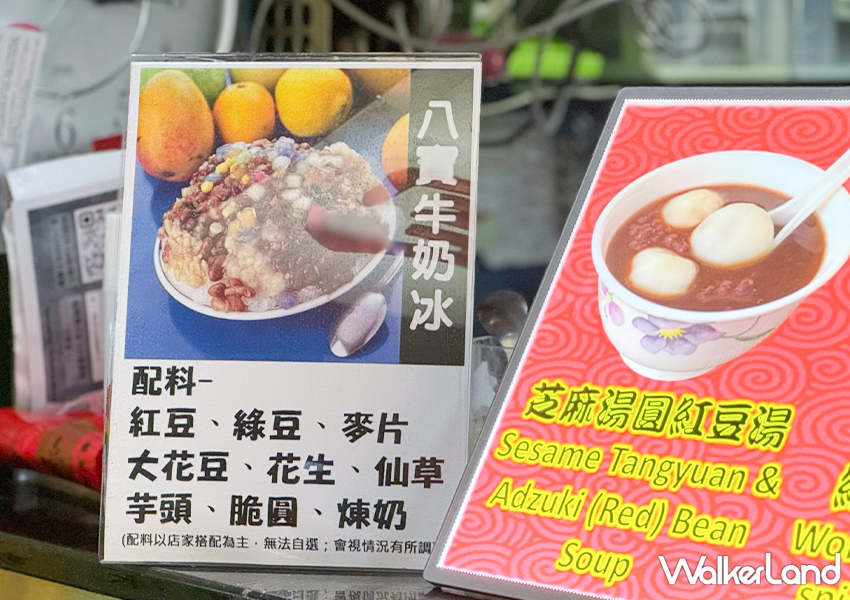 八寶牛奶冰
配料-
紅豆、綠豆、麥片
大花豆、花生、仙草
芋頭、脆圓、煉奶
(配料以店家搭配為主，無法自選；會視情況有所調
芝麻湯圓紅豆湯
Sesame Tangyuan &
Adzuki (Red) Bean
Soup
WALKERLAND